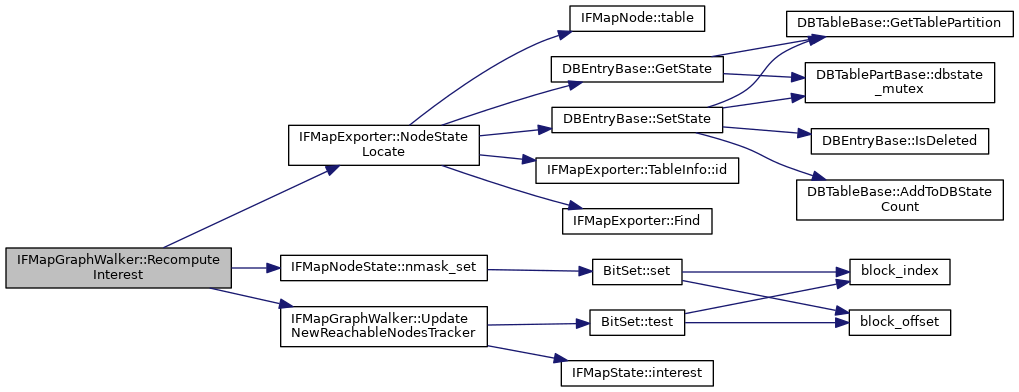 IFMapGraphWalker::Recompute
Interest
IFMapExporter::NodeState
Locate
IFMapNode::table
DBEntryBase::GetState
DBEntryBase::SetState
IFMapExporter::TableInfo::id
IFMapExporter::Find
DBTableBase::GetTablePartition
DBTablePartBase::dbstate
_mutex
DBEntryBase::IsDeleted
DBTableBase::AddToDBState
Count
IFMapNodeState::nmask_set
BitSet::set
IFMapGraphWalker::Update
NewReachableNodesTracker
BitSet::test
IFMapState::interest
block_index
block_offset